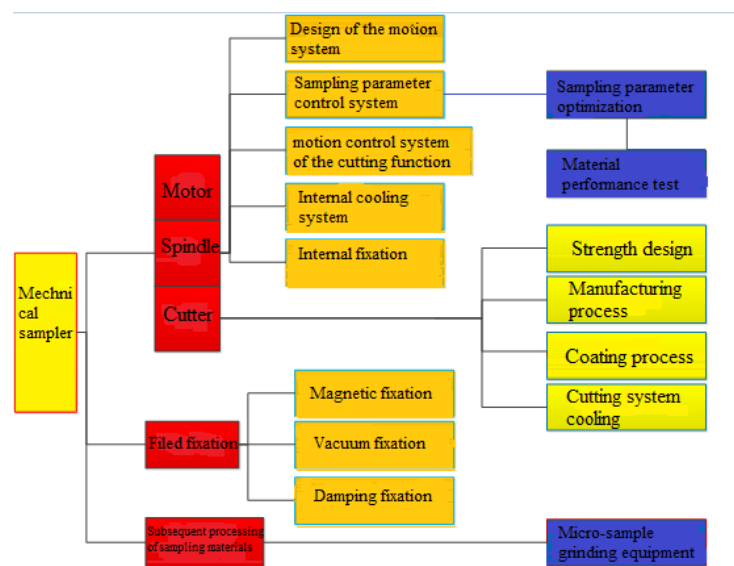 Design of the motion
system
Sampling parameter
control system
Sampling parameter
optimization
motion control system
of the cutting function
Material
performance test
Motor
Internal cooling
system
Spindle
Internal fixation
Strength design
Mechni
cal
sampler
Manufacturing
process
Cutter
Coating process
Magnetic fixation
Cutting system
cooling
Filed fixation
Vacuum fixation
Damping fixation
Subsequent processing
of sampling materials
Micro-sample
grinding equipment